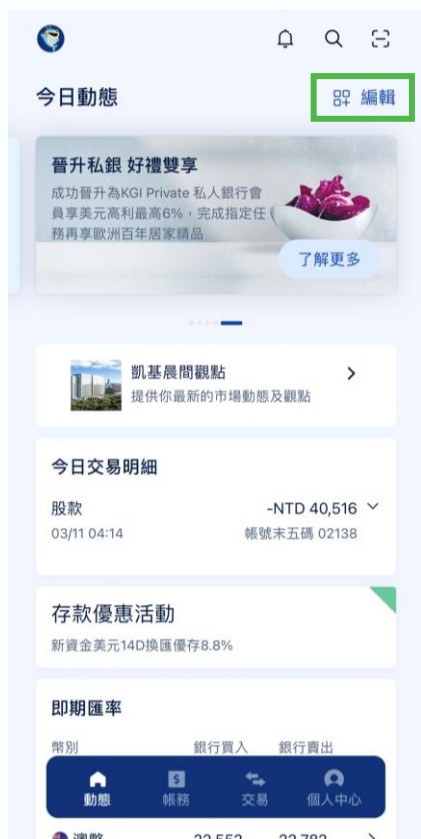 今日動態
編輯
晉升私銀 好禮雙享
成功晉升為KGI Private 私人銀行會
員享美元高利最高6%，完成指定任
務再享歐洲百年居家精品
了解更多
凱基晨間觀點
提供你最新的市場動態及觀點
今日交易明細
股款 -NTD 40,516
03/11 04:14 帳號末五碼 02138
存款優惠活動
新資金美元14D換匯優存8.8%
即期匯率
幣別 銀行買入 銀行賣出
動態 帳務 交易 個人中心